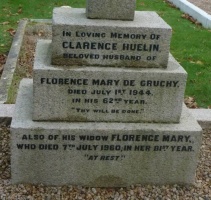 IN LOVING MEMORY OF
CLARENCE HUELIN,
BELOVED HUSBAND OF
FLORENCE MARY DE GRUCHY,
DIED JULY 1ST 1944,
IN HIS 62ND YEAR.
"THY WILL BE DONE."
ALSO OF HIS WIDOW FLORENCE MARY,
WHO DIED 7TH JULY 1960, IN HER 81ST YEAR.
"AT REST."